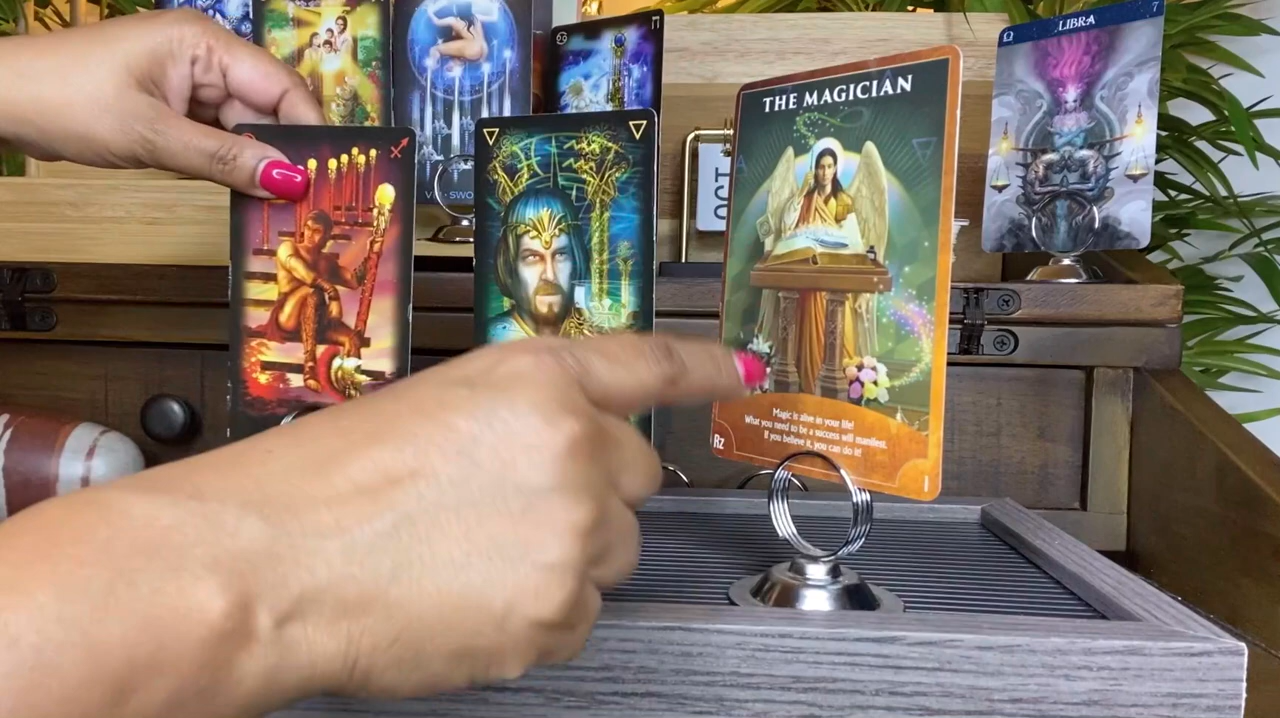 LIBRA
7
THE MAGICIAN
OCT
Magic is alive in your life!
What you need to be a success will manifest.
If you believe it, you can do it!
Rz
I